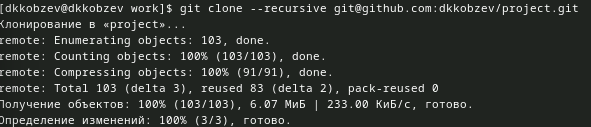 [dkkobzev@dkkobzev work]$ git clone --recursive git@github.com:dkkobzev/project.git
Клонирование в «project»...
remote: Enumerating objects: 103, done.
remote: Counting objects: 100% (103/103), done.
remote: Compressing objects: 100% (91/91), done.
remote: Total 103 (delta 3), reused 83 (delta 2), pack-reused 0
Получение объектов: 100% (103/103), 6.07 МиБ | 233.00 КиБ/с, готово.
Определение изменений: 100% (3/3), готово.